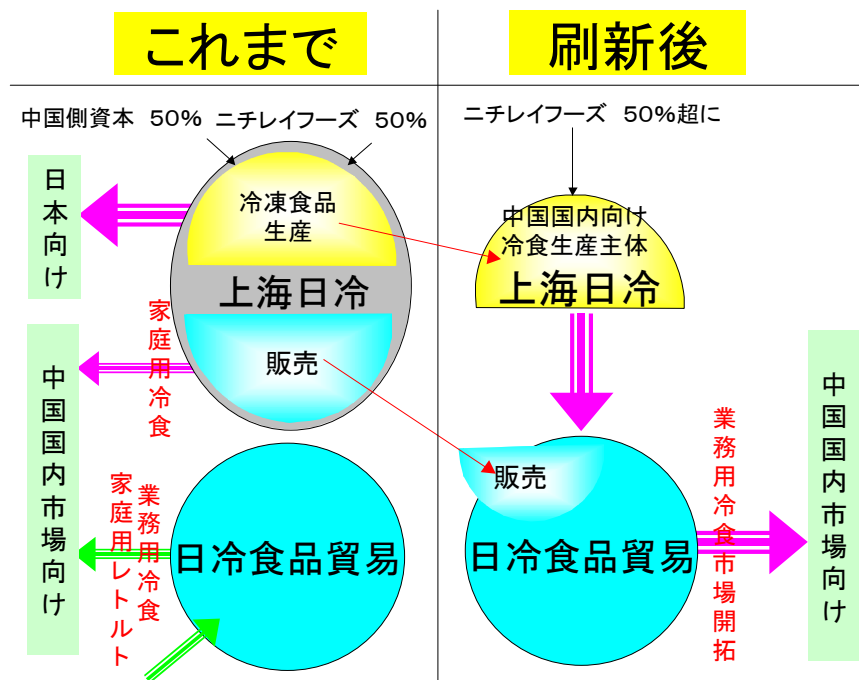 これまで
中国側資本 50%
ニチレイフーズ 50%
日本向け
冷凍食品
生産
上海日冷
家庭用冷食
販売
中国国内市場向け
業務用冷食
家庭用レトルト
日冷食品貿易
刷新後
ニチレイフーズ 50%超に
中国国内向け
冷食生産主体
上海日冷
販売
日冷食品貿易
業務用冷食市場開拓
中国国内市場向け